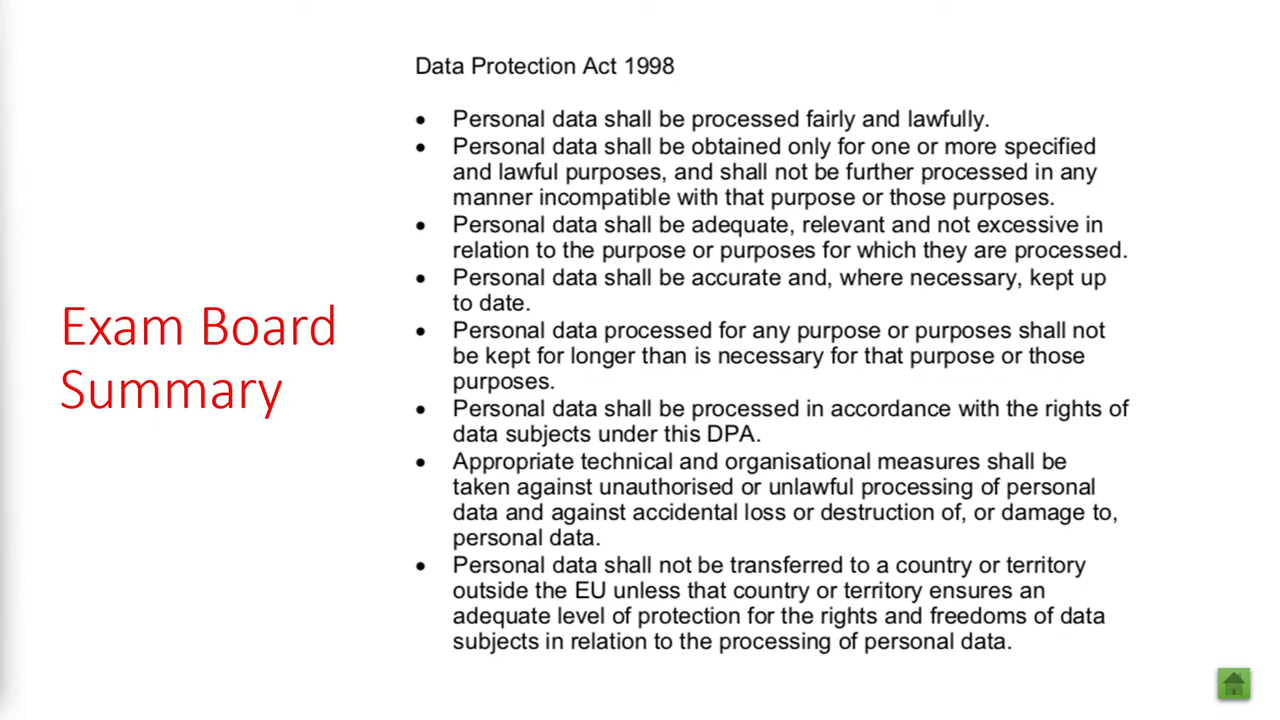 Data Protection Act 1998
• Personal data shall be processed fairly and lawfully.
• Personal data shall be obtained only for one or more specified
and lawful purposes, and shall not be further processed in any
manner incompatible with that purpose or those purposes.
• Personal data shall be adequate, relevant and not excessive in
relation to the purpose or purposes for which they are processed.
• Personal data shall be accurate and, where necessary, kept up
to date.
• Personal data processed for any purpose or purposes shall not
be kept for longer than is necessary for that purpose or those
purposes.
• Personal data shall be processed in accordance with the rights of
data subjects under this DPA.
• Appropriate technical and organisational measures shall be
taken against unauthorised or unlawful processing of personal
data and against accidental loss or destruction of, or damage to,
personal data.
• Personal data shall not be transferred to a country or territory
outside the EU unless that country or territory ensures an
adequate level of protection for the rights and freedoms of data
subjects in relation to the processing of personal data.
Exam Board
Summary